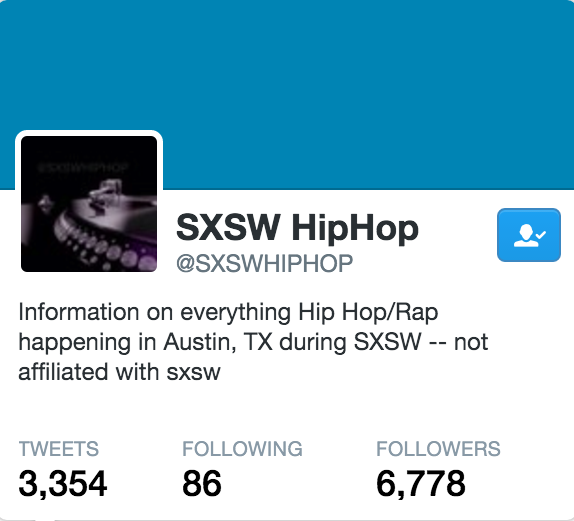 @SXSWHIPHOP
SXSW HipHop
@SXSWHIPHOP
Information on everything Hip Hop/Rap
happening in Austin, TX during SXSW -- not
affiliated with sxsw
TWEETS FOLLOWING FOLLOWERS
3,354 86 6,778